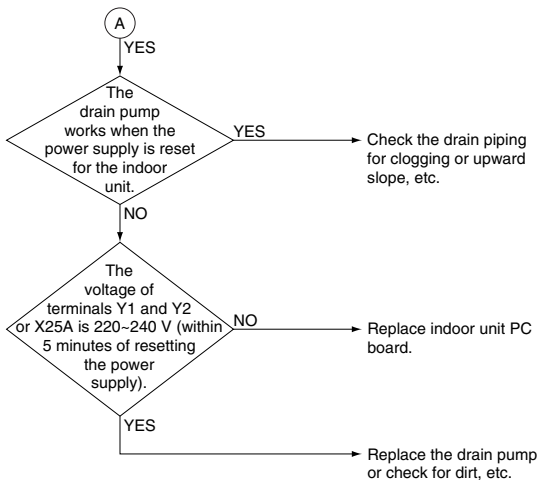 A
YES
The
drain pump
works when the
power supply is reset
for the indoor
unit.
YES
Check the drain piping
for clogging or upward
slope, etc.
NO
The
voltage of
terminals Y1 and Y2
or X25A is 220~240 V (within
5 minutes of resetting
the power
supply).
NO
Replace indoor unit PC
board.
YES
Replace the drain pump
or check for dirt, etc.